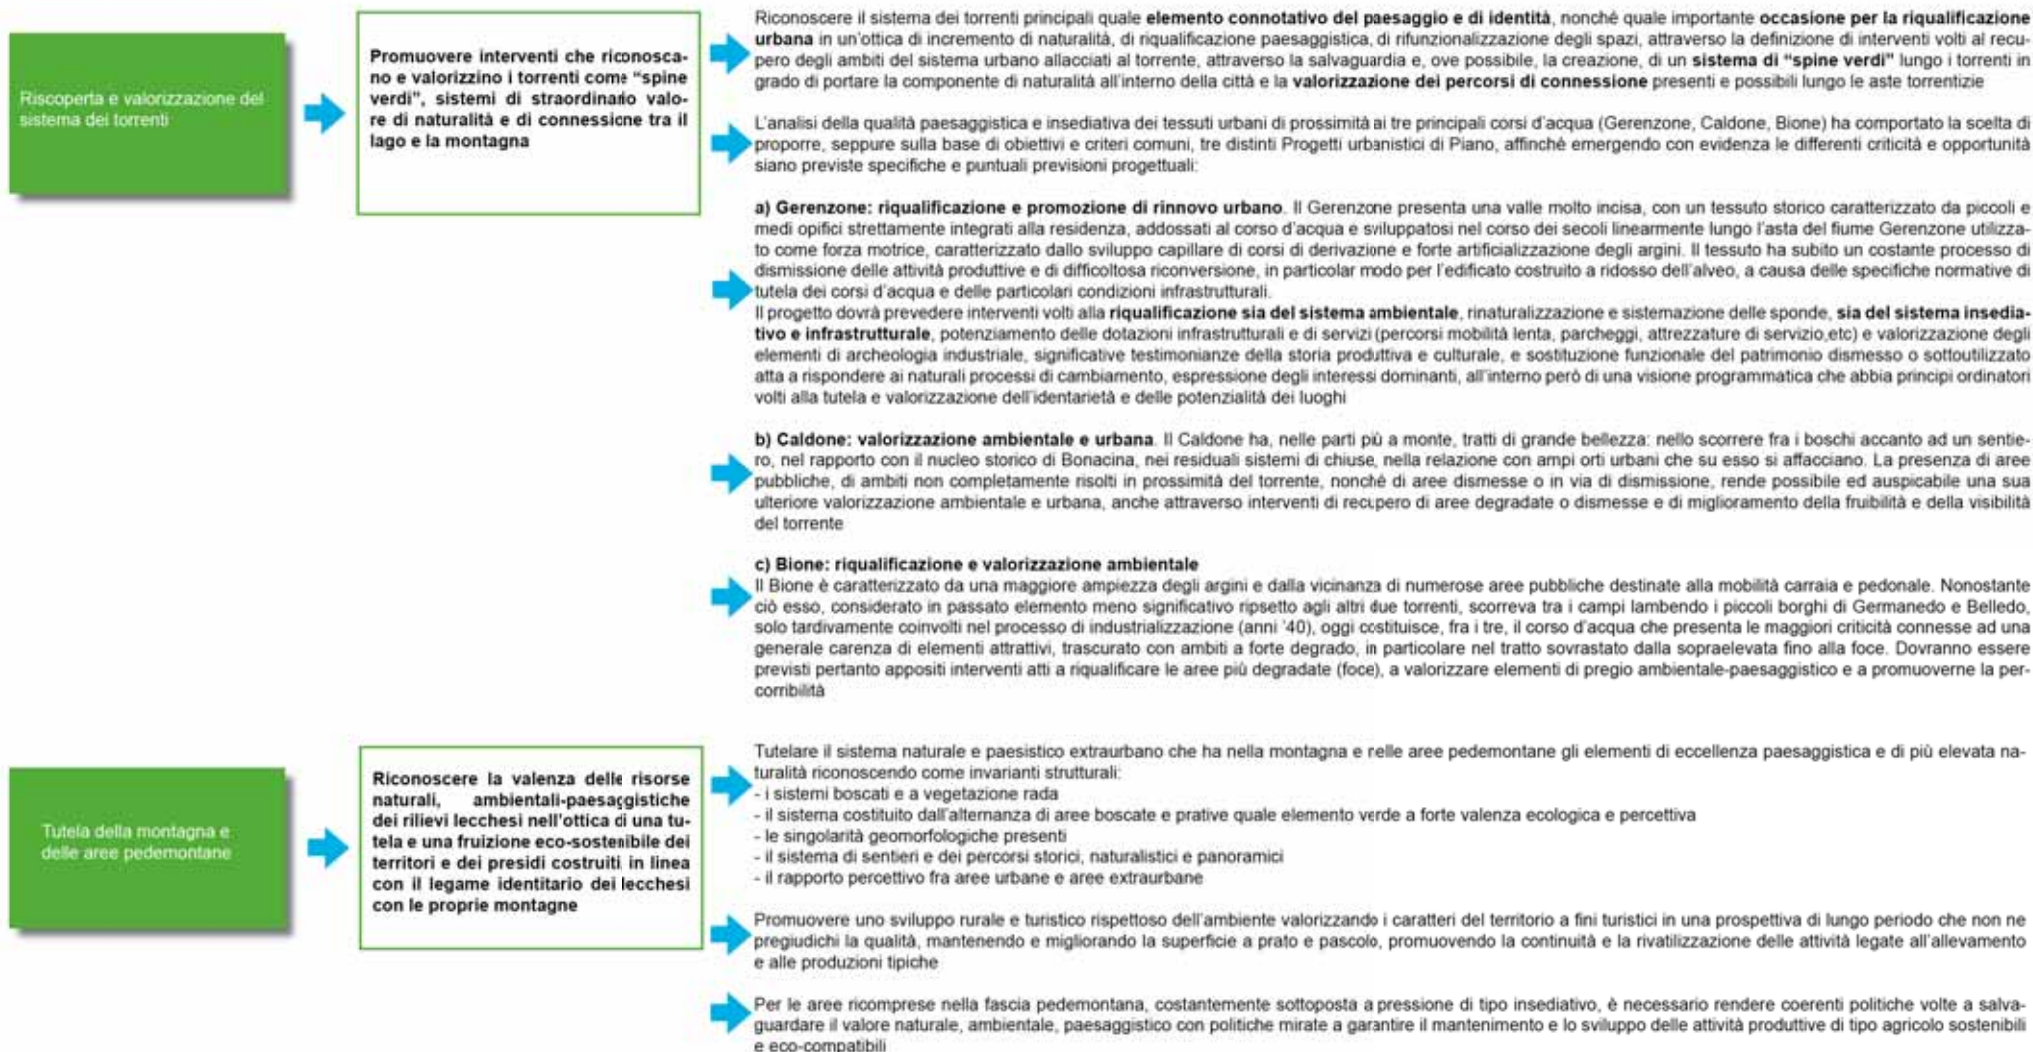 Riscoperta e valorizzazione del
sistema dei torrenti
Promuovere interventi che riconosca-
no e valorizzino i torrenti come “spine
verdi”, sistemi di straordinario valo-
re di naturalità e di connessione tra il
lago e la montagna
Riconoscere il sistema dei torrenti principali quale elemento connotativo del paesaggio e di identità, nonchè quale importante occasione per la riqualificazione
urbana in un'ottica di incremento di naturalità, di riqualificazione paesaggistica, di rifunzionalizzazione degli spazi, attraverso la definizione di interventi volti al recu-
pero degli ambiti del sistema urbano allacciati al torrente, attraverso la salvaguardia e, ove possibile, la creazione, di un sistema di “spine verdi” lungo i torrenti in
grado di portare la componente di naturalità all'interno della città e la valorizzazione dei percorsi di connessione presenti e possibili lungo le aste torrentizie
L'analisi della qualità paesaggistica e insediativa dei tessuti urbani di prossimità ai tre principali corsi d'acqua (Gerenzone, Caldone, Bione) ha comportato la scelta di
proporre, seppure sulla base di obiettivi e criteri comuni, tre distinti Progetti urbanistici di Piano, affinchè emergendo con evidenza le differenti criticità e opportunità
siano previste specifiche e puntuali previsioni progettuali:
a) Gerenzone: riqualificazione e promozione di rinnovo urbano. Il Gerenzone presenta una valle molto incisa, con un tessuto storico caratterizzato da piccoli e
medi opifici strettamente integrati alla residenza, addossati al corso d'acqua e sviluppatosi nel corso dei secoli linearmente lungo l'asta del fiume Gerenzone utilizza-
to come forza motrice, caratterizzato dallo sviluppo capillare di corsi di derivazione e forte artificializzazione degli argini. Il tessuto ha subito un costante processo di
dismissione delle attività produttive e di difficoltosa riconversione, in particolar modo per l'edificato costruito a ridosso dell'alveo, a causa delle specifiche normative di
tutela dei corsi d'acqua e delle particolari condizioni infrastrutturali.
Il progetto dovrà prevedere interventi volti alla riqualificazione sia del sistema ambientale, rinaturalizzazione e sistemazione delle sponde, sia del sistema insedia-
tivo e infrastrutturale, potenziamento delle dotazioni infrastrutturali e di servizi (percorsi mobilità lenta, parcheggi, attrezzature di servizio,etc) e valorizzazione degli
elementi di archeologia industriale, significative testimonianze della storia produttiva e culturale, e sostituzione funzionale del patrimonio dismesso o sottoutilizzato
atta a rispondere ai naturali processi di cambiamento, espressione degli interessi dominanti, all'interno però di una visione programmatica che abbia principi ordinatori
volti alla tutela e valorizzazione dell'identarietà e delle potenzialità dei luoghi
b) Caldone: valorizzazione ambientale e urbana. Il Caldone ha, nelle parti più a monte, tratti di grande bellezza: nello scorrere fra i boschi accanto ad un sentie-
ro, nel rapporto con il nucleo storico di Bonacina, nei residuali sistemi di chiuse, nella relazione con ampi orti urbani che su esso si affacciano. La presenza di aree
pubbliche, di ambiti non completamente risolti in prossimità del torrente, nonchè di aree dismesse o in via di dismissione, rende possibile ed auspicabile una sua
ulteriore valorizzazione ambientale e urbana, anche attraverso interventi di recupero di aree degradate o dismesse e di miglioramento della fruibilità e della visibilità
del torrente
c) Bione: riqualificazione e valorizzazione ambientale
Il Bione è caratterizzato da una maggiore ampiezza degli argini e dalla vicinanza di numerose aree pubbliche destinate alla mobilità carraia e pedonale. Nonostante
ciò esso, considerato in passato elemento meno significativo ripsetto agli altri due torrenti, scorreva tra i campi lambendo i piccoli borghi di Germanedo e Belledo,
solo tardivamente coinvolti nel processo di industrializzazione (anni '40), oggi costituisce, fra i tre, il corso d'acqua che presenta le maggiori criticità connesse ad una
generale carenza di elementi attrattivi, trascurato con ambiti a forte degrado, in particolare nel tratto sovrastato dalla sopraelevata fino alla foce. Dovranno essere
previsti pertanto appositi interventi atti a riqualificare le aree più degradate (foce), a valorizzare elementi di pregio ambientale-paesaggistico e a promuoverne la per-
corribilità
Tutela della montagna e
delle aree pedemontane
Riconoscere la valenza delle risorse
naturali, ambientali-paesaggistiche
dei rilievi lecchesi nell'ottica di una tu-
tela e una fruizione eco-sostenibile dei
territori e dei presidi costruiti in linea
con il legame identitario dei lecchesi
con le proprie montagne
Tutelare il sistema naturale e paesistico extraurbano che ha nella montagna e nelle aree pedemontane gli elementi di eccellenza paesaggistica e di più elevata na-
turalità riconoscendo come invarianti strutturali:
- i sistemi boscati e a vegetazione rada
- il sistema costituito dall'alternanza di aree boscate e prative quale elemento verde a forte valenza ecologica e percettiva
- le singolarità geomorfologiche presenti
- il sistema di sentieri e dei percorsi storici, naturalistici e panoramici
- il rapporto percettivo fra aree urbane e aree extraurbane
Promuovere uno sviluppo rurale e turistico rispettoso dell'ambiente valorizzando i caratteri del territorio a fini turistici in una prospettiva di lungo periodo che non ne
pregiudichi la qualità, mantenendo e migliorando la superficie a prato e pascolo, promuovendo la continuità e la rivatilizzazione delle attività legate all'allevamento
e alle produzioni tipiche
Per le aree ricomprese nella fascia pedemontana, costantemente sottoposta a pressione di tipo insediativo, è necessario rendere coerenti politiche volte a salva-
guardare il valore naturale, ambientale, paesaggistico con politiche mirate a garantire il mantenimento e lo sviluppo delle attività produttive di tipo agricolo sostenibili
e eco-compatibili